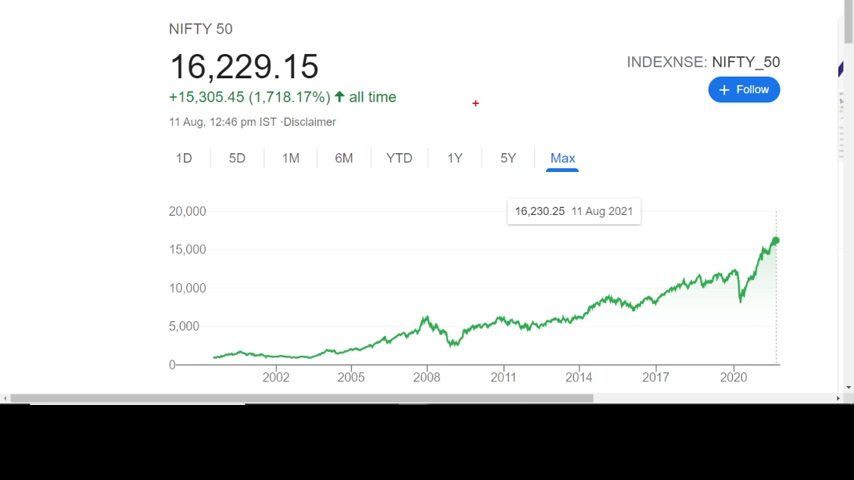 NIFTY 50
16,229.15
INDEXNSE: NIFTY_50
+ Follow
+15,305.45 (1,718.17%) ↑ all time
11 Aug, 12:46 pm IST ·Disclaimer
1D 5D 1M 6M YTD 1Y 5Y Max
16,230.25 11 Aug 2021
20,000
15,000
10,000
5,000
0
2002 2005 2008 2011 2014 2017 2020